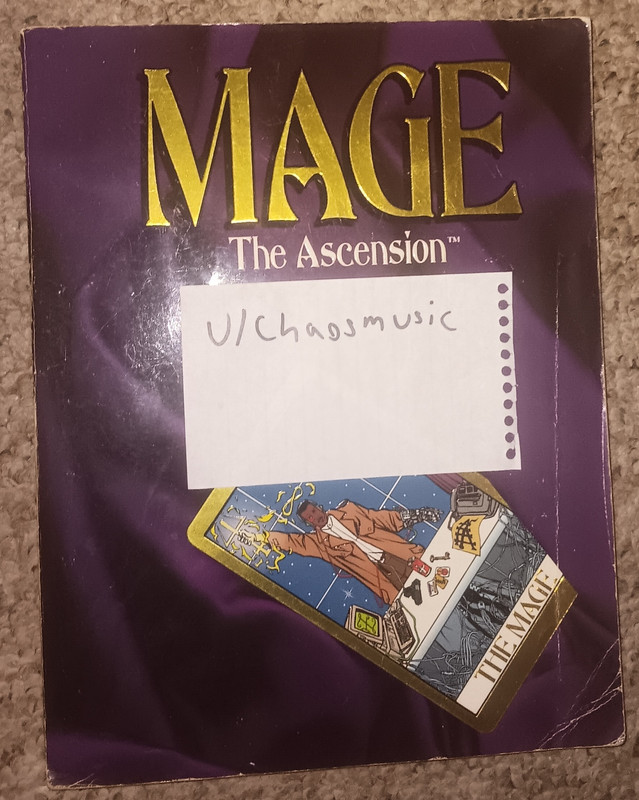 MAGE
The Ascension™
U/Chaosmusic
THE MAGE